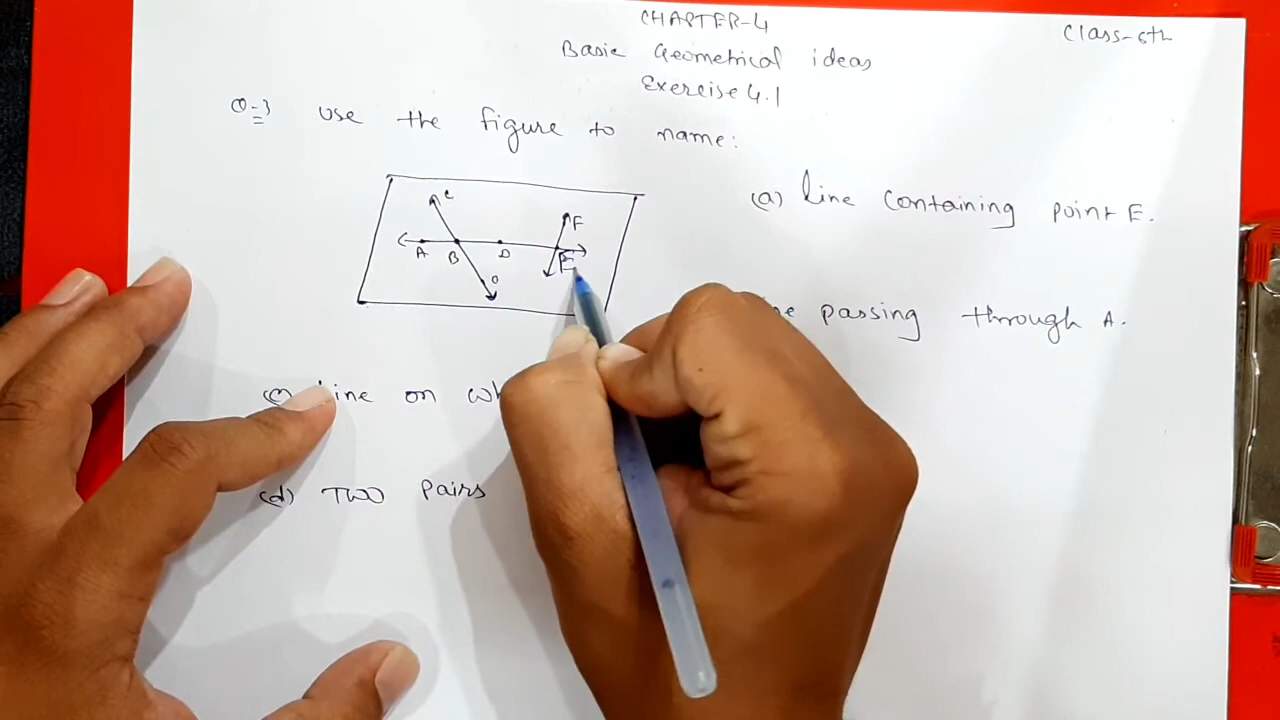 CHAPTER-4
Class-6th
Basic Geometrical ideas
Exercise 4.1
Q-3 Use the figure to name:
(a) line containing point E.
C
F
A B D E
O
passing through A.
line on
(d) Two pairs